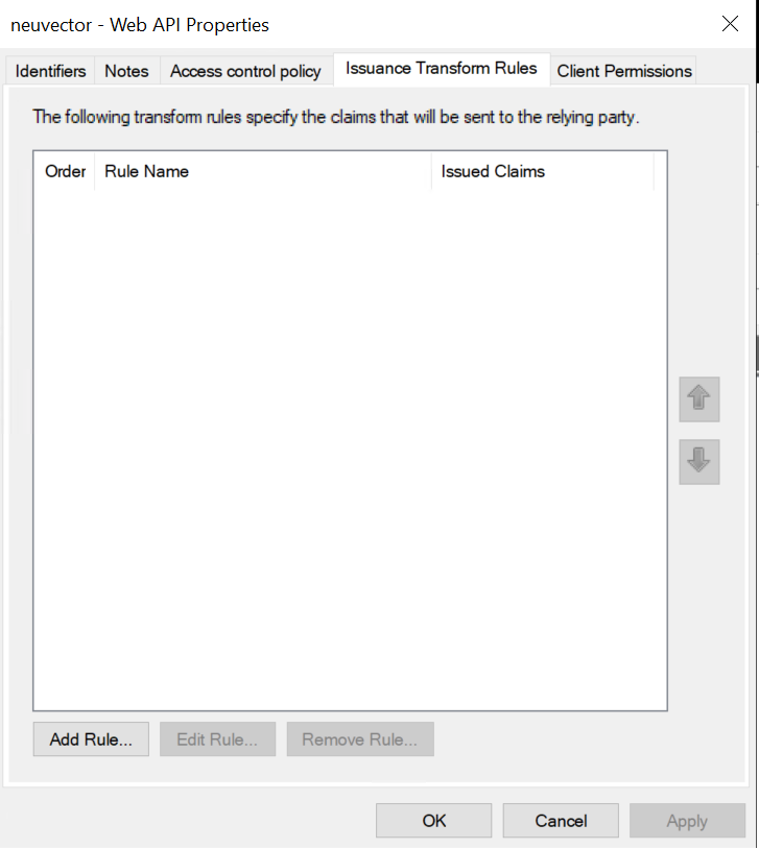 neuvector - Web API Properties
Identifiers Notes Access control policy Issuance Transform Rules Client Permissions
The following transform rules specify the claims that will be sent to the relying party.
Order Rule Name Issued Claims
Add Rule... Edit Rule... Remove Rule...
OK Cancel Apply